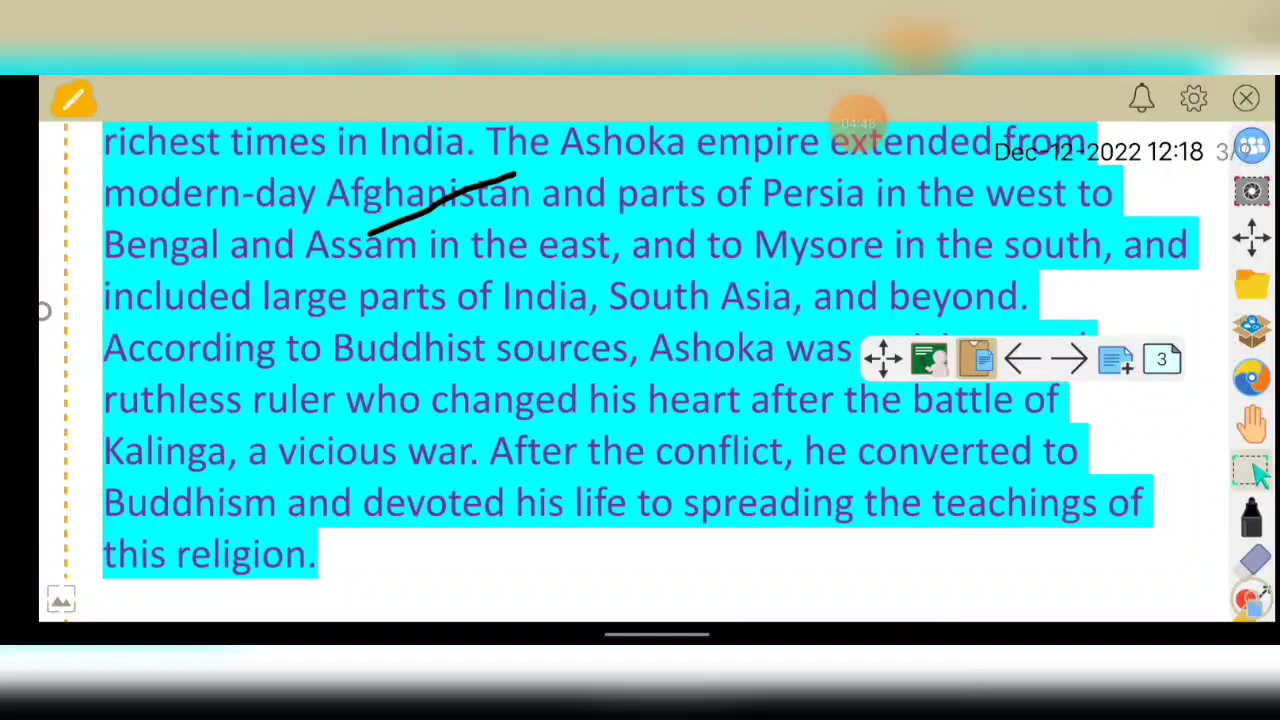 04:48
richest times in India. The Ashoka empire extended from
Dec-12-2022 12:18 3/
modern-day Afghanistan and parts of Persia in the west to
Bengal and Assam in the east, and to Mysore in the south, and
included large parts of India, South Asia, and beyond.
According to Buddhist sources, Ashoka was
3
ruthless ruler who changed his heart after the battle of
Kalinga, a vicious war. After the conflict, he converted to
Buddhism and devoted his life to spreading the teachings of
this religion.